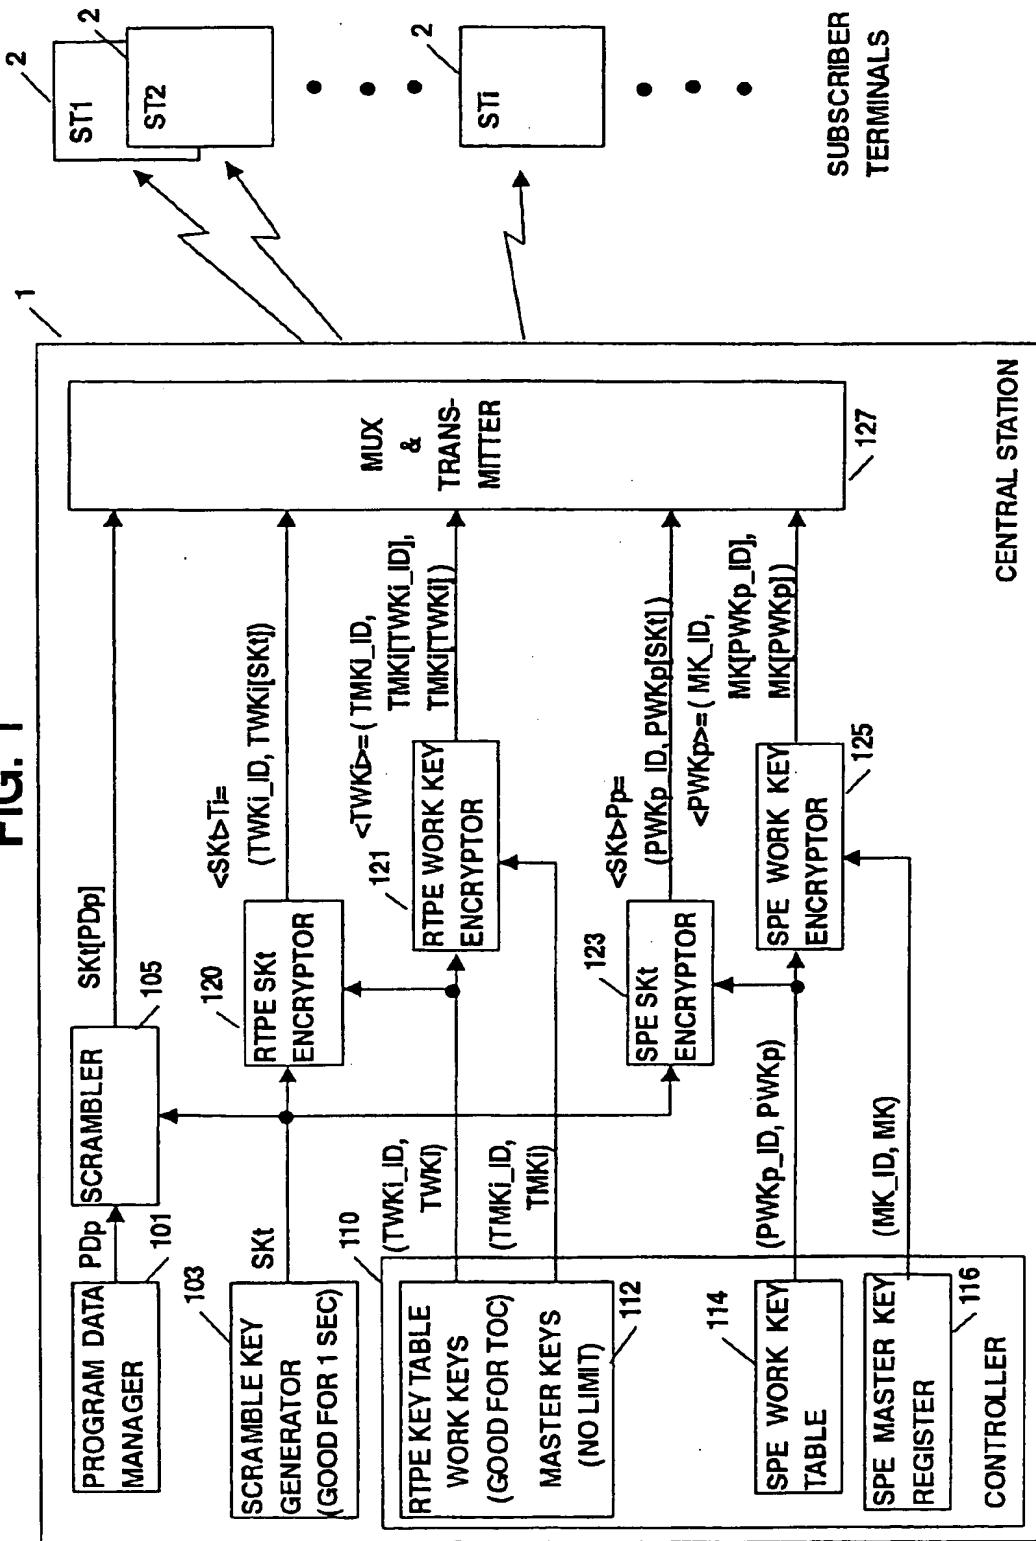 FIG. 1
PROGRAM DATA
MANAGER
101
PDp
SCRAMBLER
105
SKt[PDp]
SCRAMBLE KEY
GENERATOR
(GOOD FOR 1 SEC)
103
SKt
RTPE SKt
ENCRYPTOR
120
<SKt>Ti=
(TWKi_ID, TWKi[SKt])
110
RTPE KEY TABLE
WORK KEYS
(GOOD FOR TOC)
MASTER KEYS
(NO LIMIT)
112
(TWKi_ID,
TWKi)
(TMKi_ID,
TMKi)
RTPE WORK KEY
ENCRYPTOR
121
<TWKi>=( TMKi_ID,
TMKi[TWKi_ID],
TMKi[TWKi] )
SPE SKt
ENCRYPTOR
123
<SKt>Pp=
(PWKp_ID, PWKp[SKt] )
SPE WORK KEY
TABLE
114
(PWKp_ID, PWKp)
SPE WORK KEY
ENCRYPTOR
125
<PWKp>=( MK_ID,
MK[PWKp_ID],
MK[PWKp] )
SPE MASTER KEY
REGISTER
116
(MK_ID, MK)
CONTROLLER
MUX
&
TRANS-
MITTER
127
CENTRAL STATION
1
ST1
2
ST2
2
STi
2
SUBSCRIBER
TERMINALS